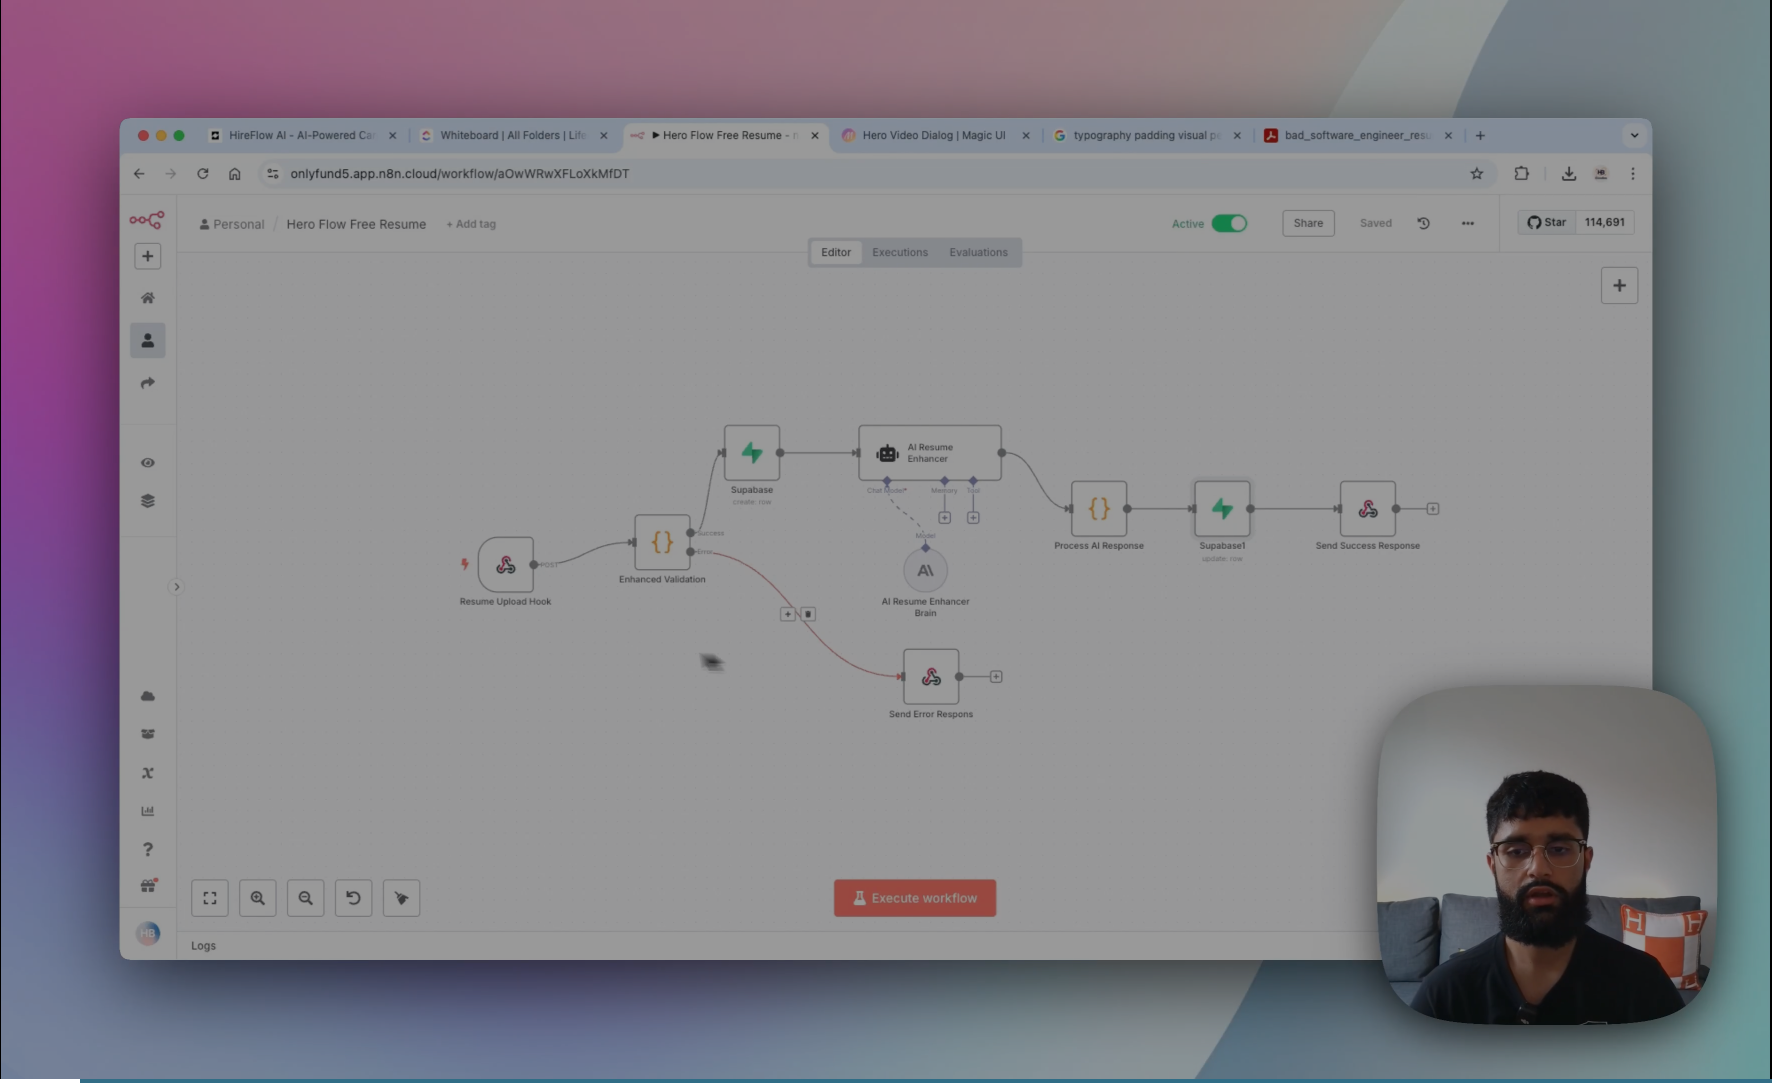 HireFlow AI - AI-Powered Car
Whiteboard | All Folders | Life
Hero Flow Free Resume - n
Hero Video Dialog | Magic UI
typography padding visual pe
bad_software_engineer_resu
onlyfund5.app.n8n.cloud/workflow/aOwWRwXFLoXkMfDT
Personal / Hero Flow Free Resume + Add tag
Active
Share
Saved
Star 114,691
Editor Executions Evaluations
AI Resume
Enhancer
Chat Model*
Memory
Tool
Supabase
create: row
Success
Error
Model
POST
Enhanced Validation
Resume Upload Hook
AI Resume Enhancer
Brain
Process AI Response
Supabase1
update: row
Send Success Response
Send Error Respons
Execute workflow
HB
Logs
H H